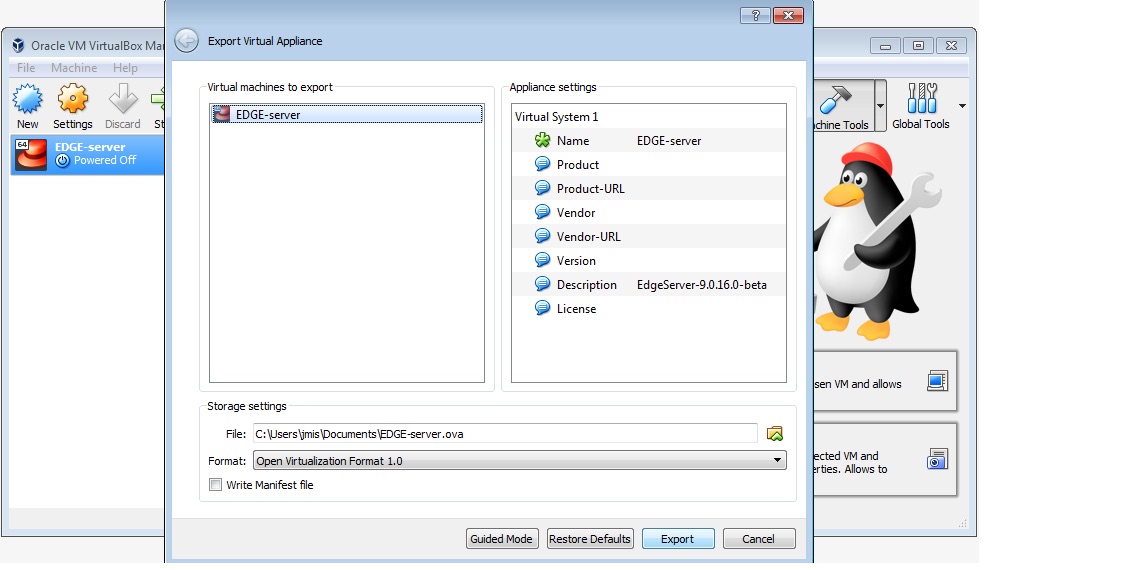 Export Virtual Appliance
Oracle VM VirtualBox Ma
File Machine Help
New Settings Discard St
64
EDGE-server
Powered Off
Virtual machines to export
EDGE-server
Appliance settings
Virtual System 1
Name EDGE-server
Product
Product-URL
Vendor
Vendor-URL
Version
Description EdgeServer-9.0.16.0-beta
License
Storage settings
File: C:\Users\jmis\Documents\EDGE-server.ova
Format: Open Virtualization Format 1.0
Write Manifest file
Guided Mode Restore Defaults Export Cancel
chine Tools Global Tools
sen VM and allows
ected VM and
erties. Allows to